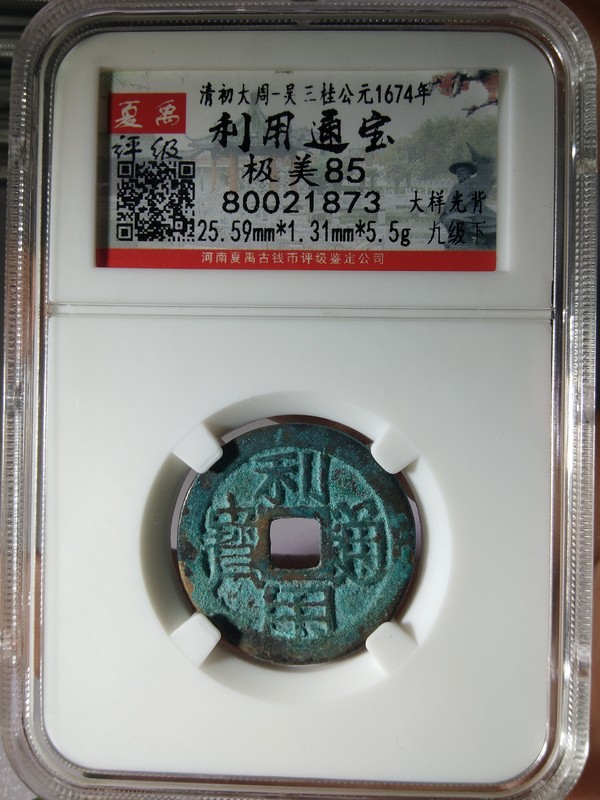 清初大周-吴三桂公元1674年
夏禹
评级
利用通宝
极美85
80021873
大样光背
25.59mm*1.31mm*5.5g 九级下
河南夏禹古钱币评级鉴定公司
利用通寳